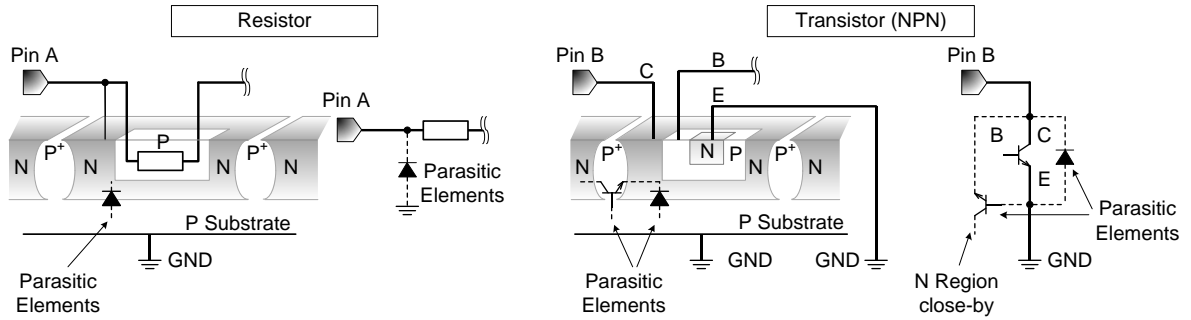 Resistor
Transistor (NPN)
Pin A
Pin B
C
B
E
Pin B
Pin A
N
P+
N
P
P+
N
N
P+
N
P
P+
N
N
B
C
E
Parasitic
Elements
P Substrate
GND
Parasitic
Elements
P Substrate
GND
GND
Parasitic
Elements
Parasitic
Elements
N Region
close-by